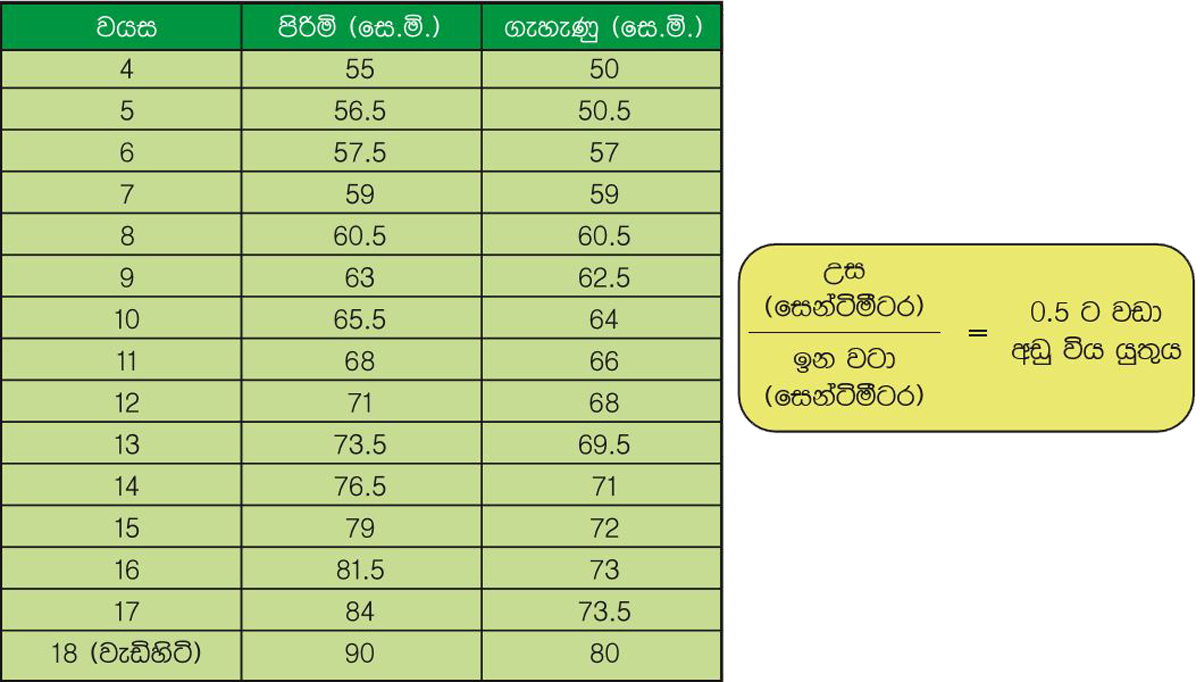 වයස පිරිමි (සෙ.මි.) ගැහැණු (සෙ.මි.)
4 55 50
5 56.5 50.5
6 57.5 57
7 59 59
8 60.5 60.5
9 63 62.5
10 65.5 64
11 68 66
12 71 68
13 73.5 69.5
14 76.5 71
15 79 72
16 81.5 73
17 84 73.5
18 (වැඩිහිටි) 90 80
උස
(සෙන්ටිමීටර)
ඉන වටා
(සෙන්ටිමීටර)
=
0.5 ට වඩා
අඩු විය යුතුය